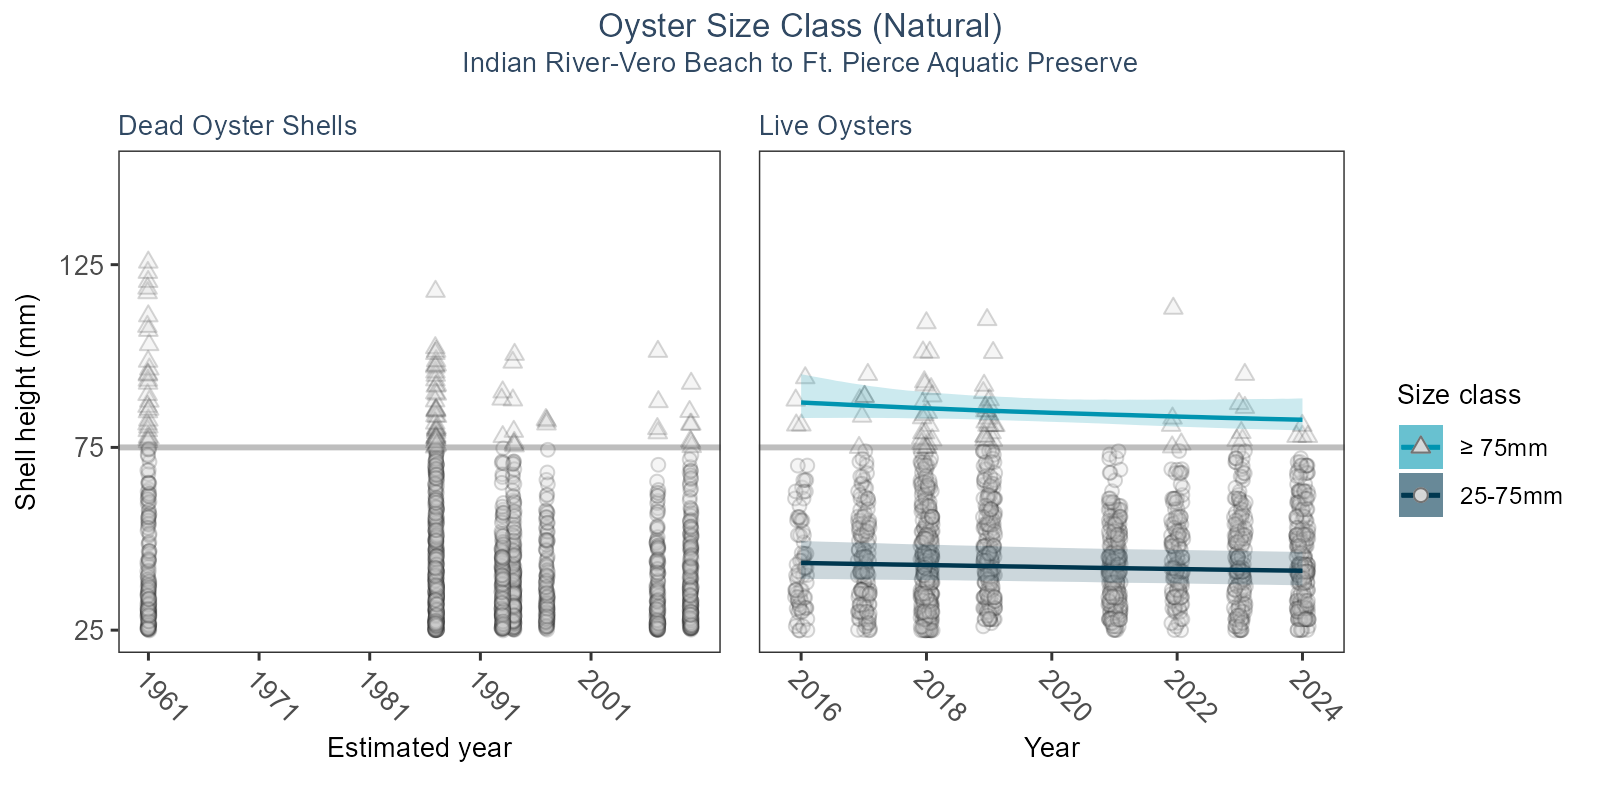 Oyster Size Class (Natural)
Indian River-Vero Beach to Ft. Pierce Aquatic Preserve
Dead Oyster Shells
Live Oysters
Shell height (mm)
125
75
25
1961
1971
1981
1991
2001
Estimated year
2016
2018
2020
2022
2024
Year
Size class
≥ 75mm
25-75mm